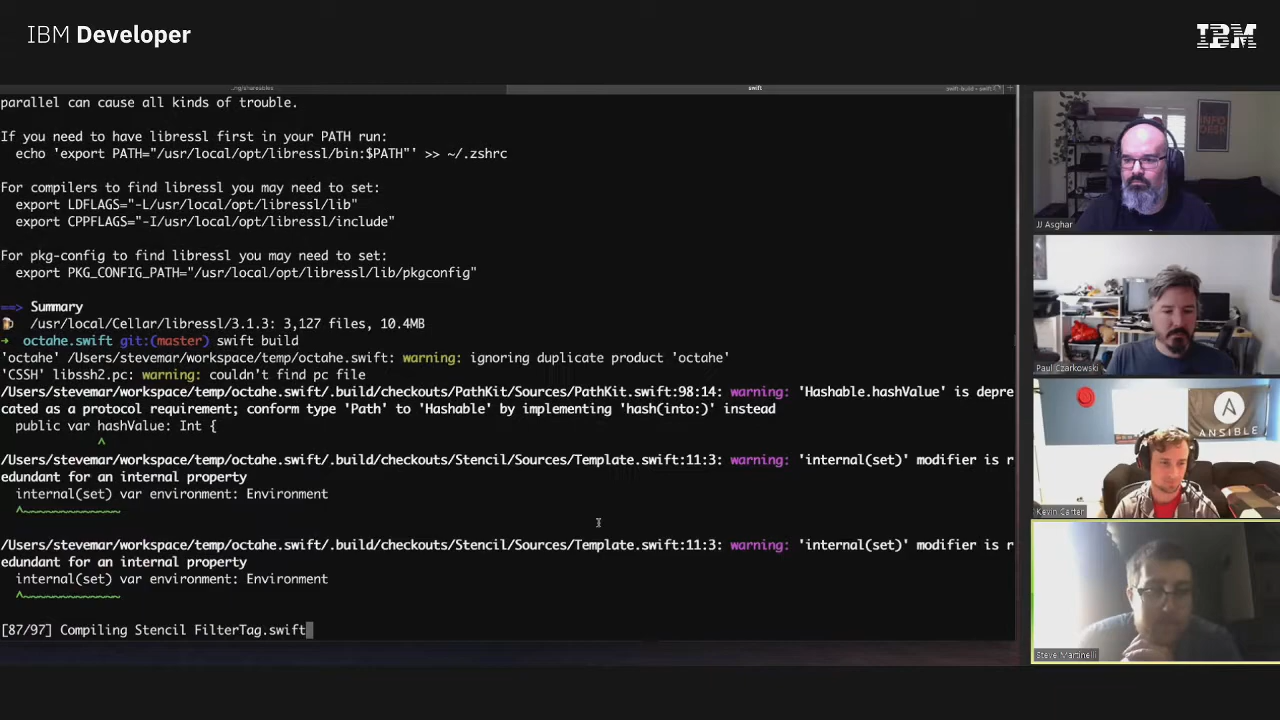 IBM Developer
IBM
..ng/shareables
swift
swift-build • swift
parallel can cause all kinds of trouble.
If you need to have libressl first in your PATH run:
echo 'export PATH="/usr/local/opt/libressl/bin:$PATH"' >> ~/.zshrc
For compilers to find libressl you may need to set:
export LDFLAGS="-L/usr/local/opt/libressl/lib"
export CPPFLAGS="-I/usr/local/opt/libressl/include"
For pkg-config to find libressl you may need to set:
export PKG_CONFIG_PATH="/usr/local/opt/libressl/lib/pkgconfig"
==> Summary
/usr/local/Cellar/libressl/3.1.3: 3,127 files, 10.4MB
→ octahe.swift git:(master) swift build
'octahe' /Users/stevemar/workspace/temp/octahe.swift: warning: ignoring duplicate product 'octahe'
'CSSH' libssh2.pc: warning: couldn't find pc file
/Users/stevemar/workspace/temp/octahe.swift/.build/checkouts/PathKit/Sources/PathKit.swift:98:14: warning: 'Hashable.hashValue' is depre
cated as a protocol requirement; conform type 'Path' to 'Hashable' by implementing 'hash(into:)' instead
public var hashValue: Int {
^
/Users/stevemar/workspace/temp/octahe.swift/.build/checkouts/Stencil/Sources/Template.swift:11:3: warning: 'internal(set)' modifier is r
edundant for an internal property
internal(set) var environment: Environment
^~~~~~~~~~~~~~
/Users/stevemar/workspace/temp/octahe.swift/.build/checkouts/Stencil/Sources/Template.swift:11:3: warning: 'internal(set)' modifier is r
edundant for an internal property
internal(set) var environment: Environment
^~~~~~~~~~~~~~
[87/97] Compiling Stencil FilterTag.swift
INFO
DESK
JJ Asghar
Paul Czarkowski
A
ANSIBLE
Kevin Carter
Steve Martinelli